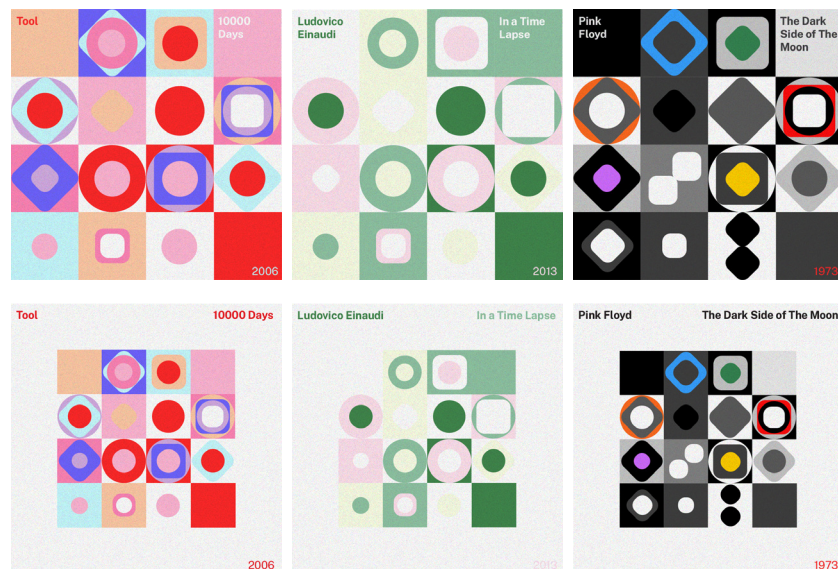 Tool
10000
Days
2006
Ludovico
Einaudi
In a Time
Lapse
2013
Pink
Floyd
The Dark
Side of The
Moon
1973
Tool
10000 Days
2006
Ludovico Einaudi
In a Time Lapse
2013
Pink Floyd
The Dark Side of The Moon
1973